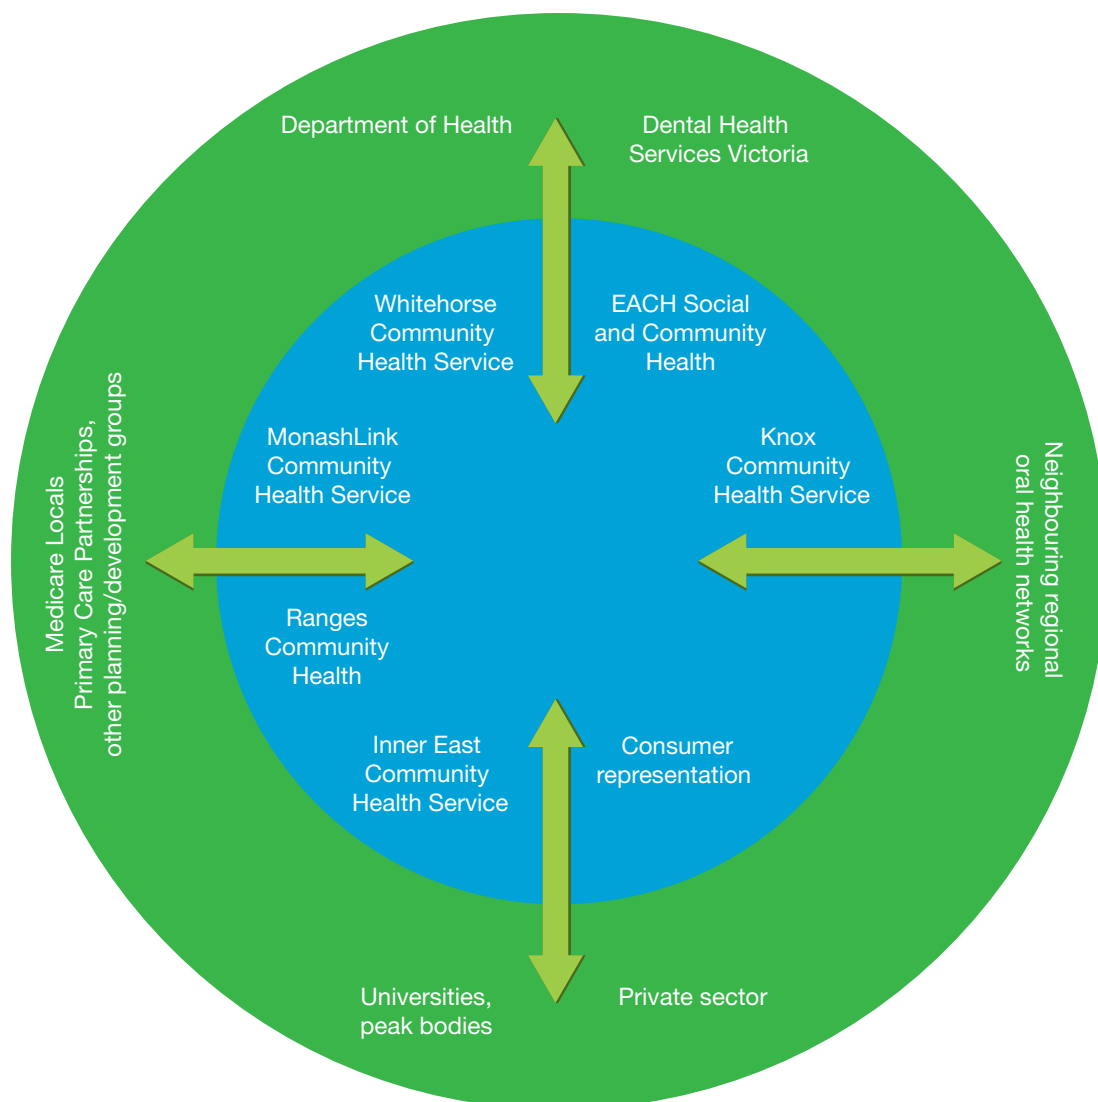 Department of Health
Dental Health
Services Victoria
Whitehorse
Community
Health Service
EACH Social
and Community
Health
MonashLink
Community
Health Service
Knox
Community
Health Service
Medicare Locals
Primary Care Partnerships,
other planning/development groups
Neighbouring regional
oral health networks
Ranges
Community
Health
Inner East
Community
Health Service
Consumer
representation
Universities,
peak bodies
Private sector